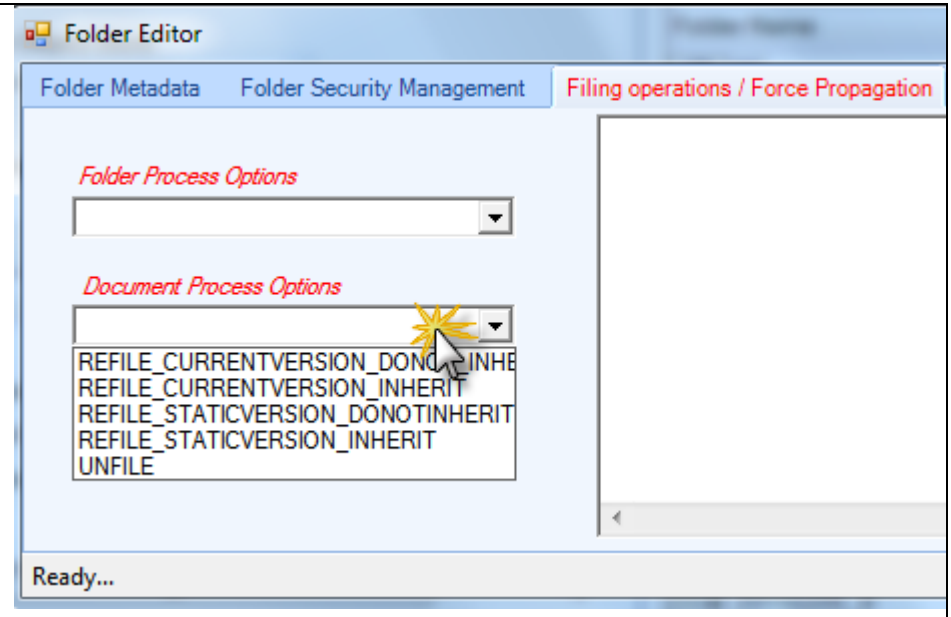 Folder Editor
Folder Metadata Folder Security Management Filing operations / Force Propagation
Folder Process Options
Document Process Options
REFILE_CURRENTVERSION_DONOT_INHE
REFILE_CURRENTVERSION_INHERIT
REFILE_STATICVERSION_DONOTINHERIT
REFILE_STATICVERSION_INHERIT
UNFILE
Ready...